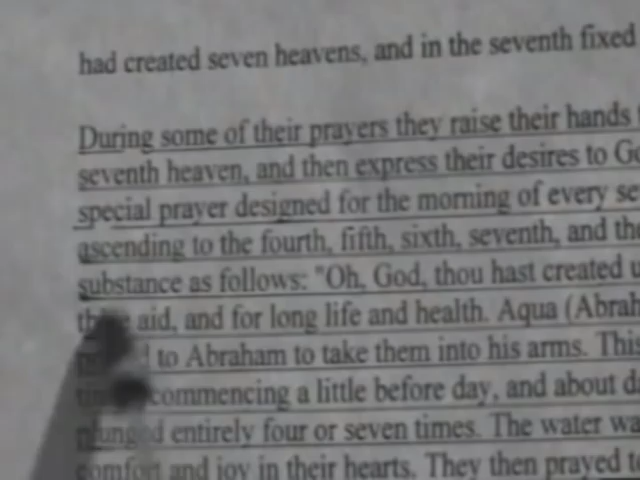 had created seven heavens, and in the seventh fixed
During some of their prayers they raise their hands
seventh heaven, and then express their desires to
special prayer designed for the morning of every
ascending to the fourth, fifth, sixth, seventh, and
substance as follows: "Oh, God, thou hast created
aid, and for long life and health. Aqua
to Abraham to take them into his arms. This
commencing a little before day, and about
plunged entirely four or seven times. The water
comfort and joy in their hearts. They then prayed